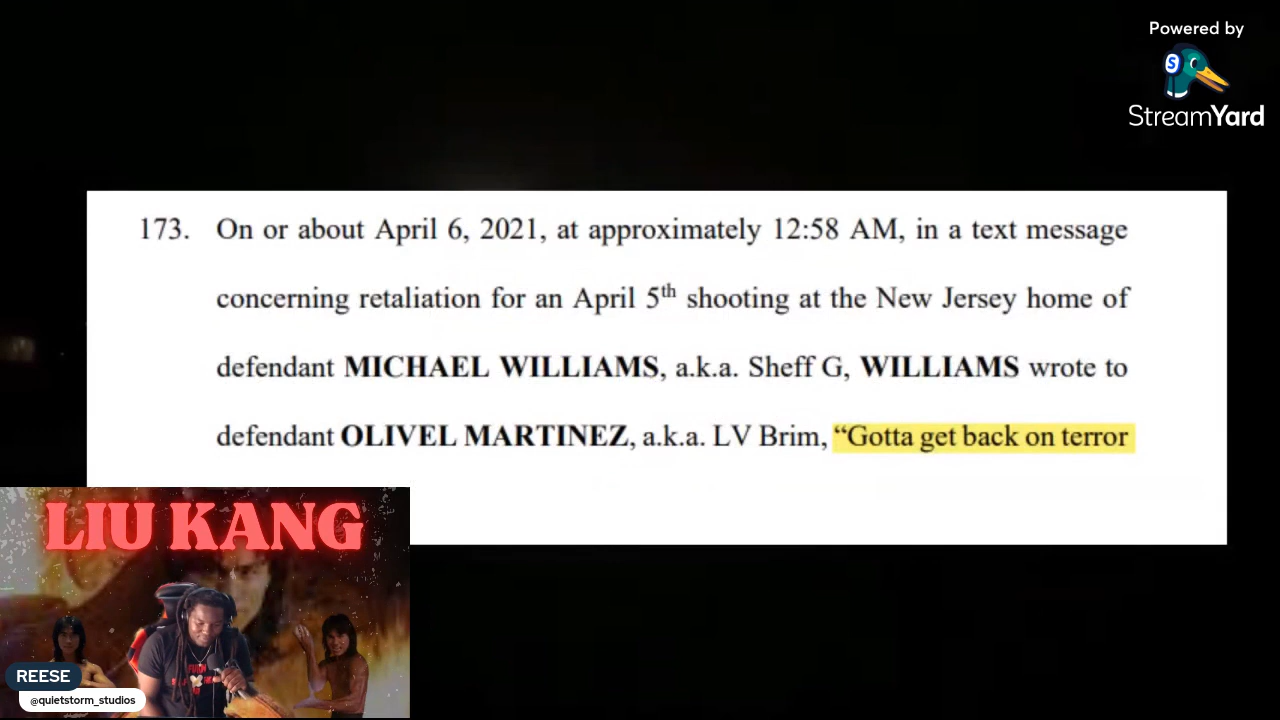 Powered by
StreamYard
173. On or about April 6, 2021, at approximately 12:58 AM, in a text message
concerning retaliation for an April 5th shooting at the New Jersey home of
defendant MICHAEL WILLIAMS, a.k.a. Sheff G, WILLIAMS wrote to
defendant OLIVEL MARTINEZ, a.k.a. LV Brim, “Gotta get back on terror
LIU KANG
REESE
@quietstorm_studios